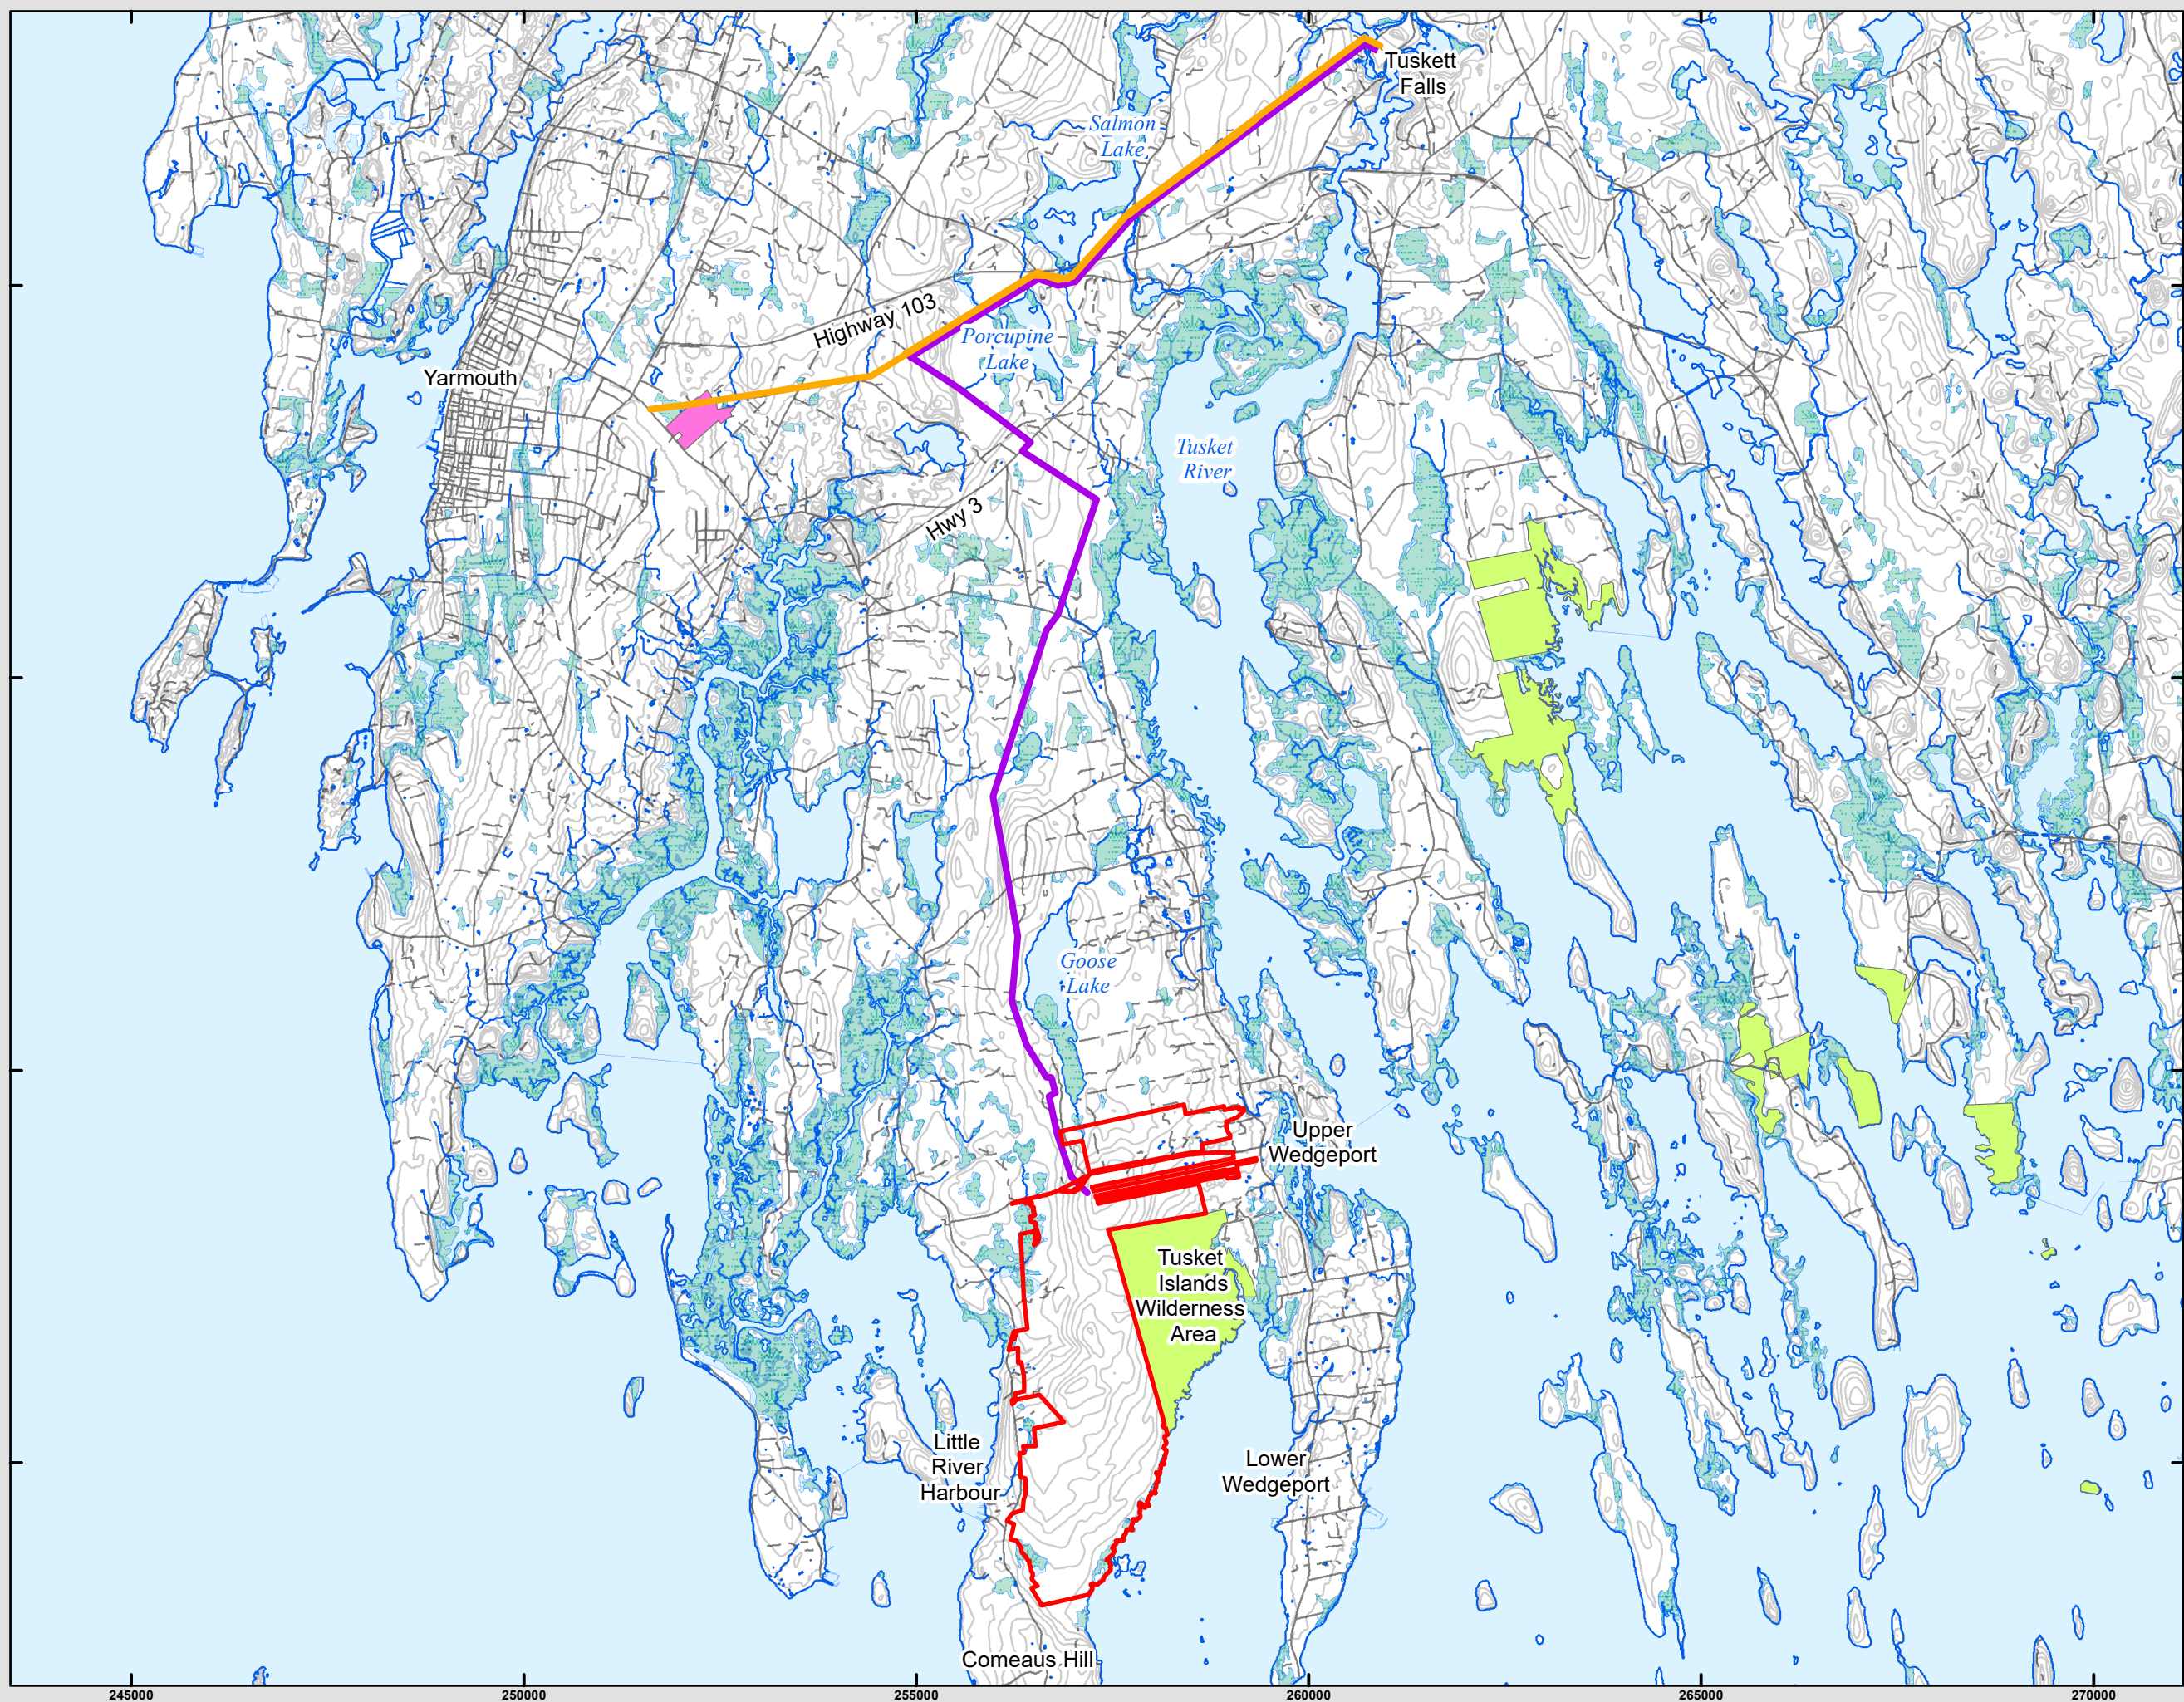 Tuskett
Falls
Salmon
Lake
Highway 103
Porcupine
Lake
Yarmouth
Tusket
River
Hwy 3
Goose
Lake
Upper
Wedgeport
Tusket
Islands
Wilderness
Area
Little
River
Harbour
Lower
Wedgeport
Comeaus Hill
245000
250000
255000
260000
265000
270000